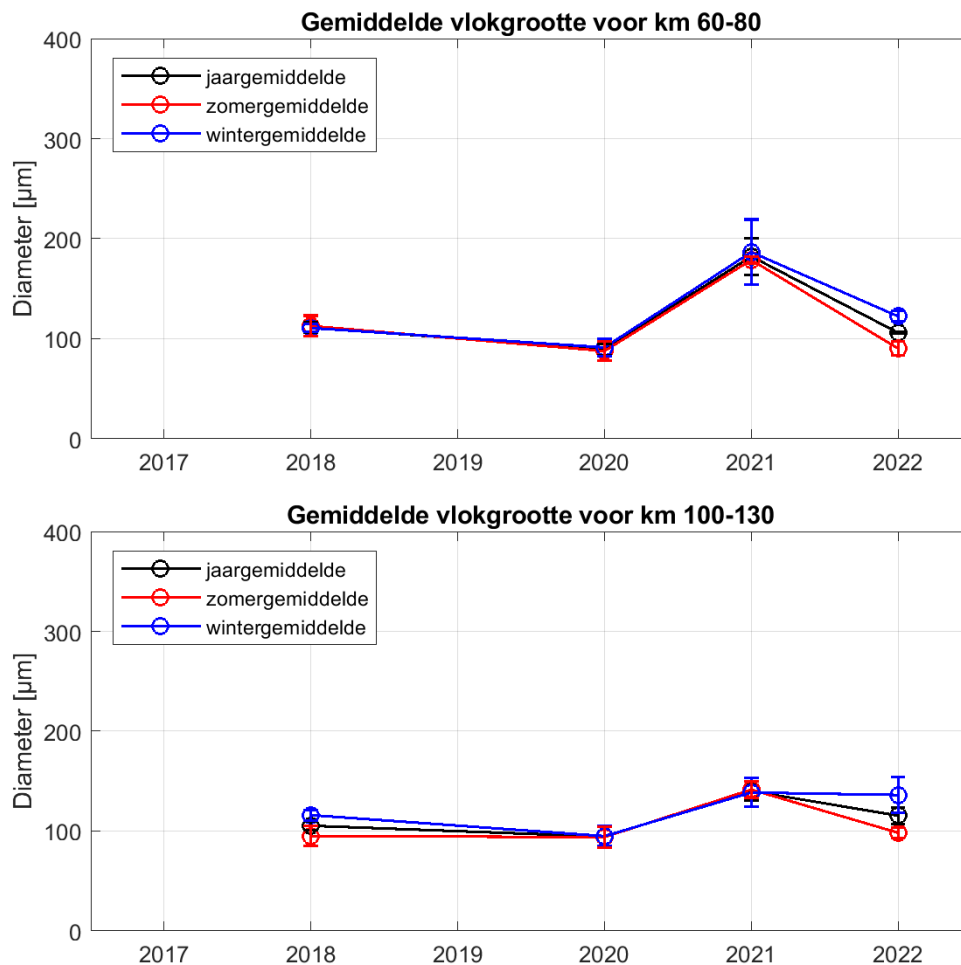 Gemiddelde vlokgrootte voor km 60-80
400
300
200
100
0
Diameter [µm]
jaargemiddelde
zomergemiddelde
wintergemiddelde
2017 2018 2019 2020 2021 2022
Gemiddelde vlokgrootte voor km 100-130
400
300
200
100
0
Diameter [µm]
jaargemiddelde
zomergemiddelde
wintergemiddelde
2017 2018 2019 2020 2021 2022